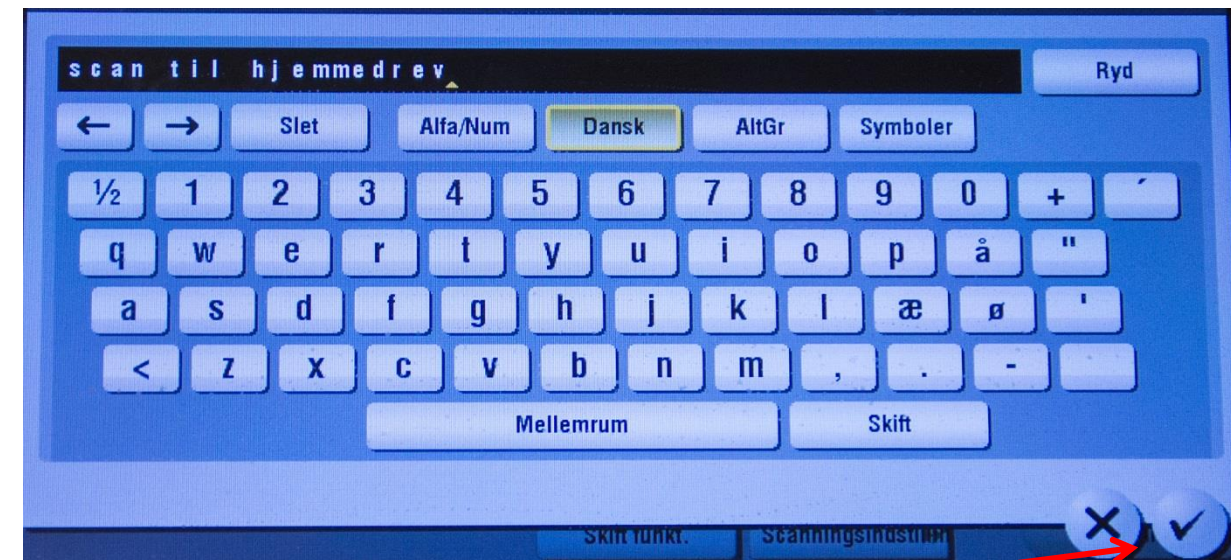 scan til hjemmedrev
Ryd
← → Slet Alfa/Num Dansk AltGr Symboler
½ 1 2 3 4 5 6 7 8 9 0 + ´
q w e r t y u i o p å "
a s d f g h j k l æ ø '
< z x c v b n m , . -
Mellemrum Skift
Skift funkt.